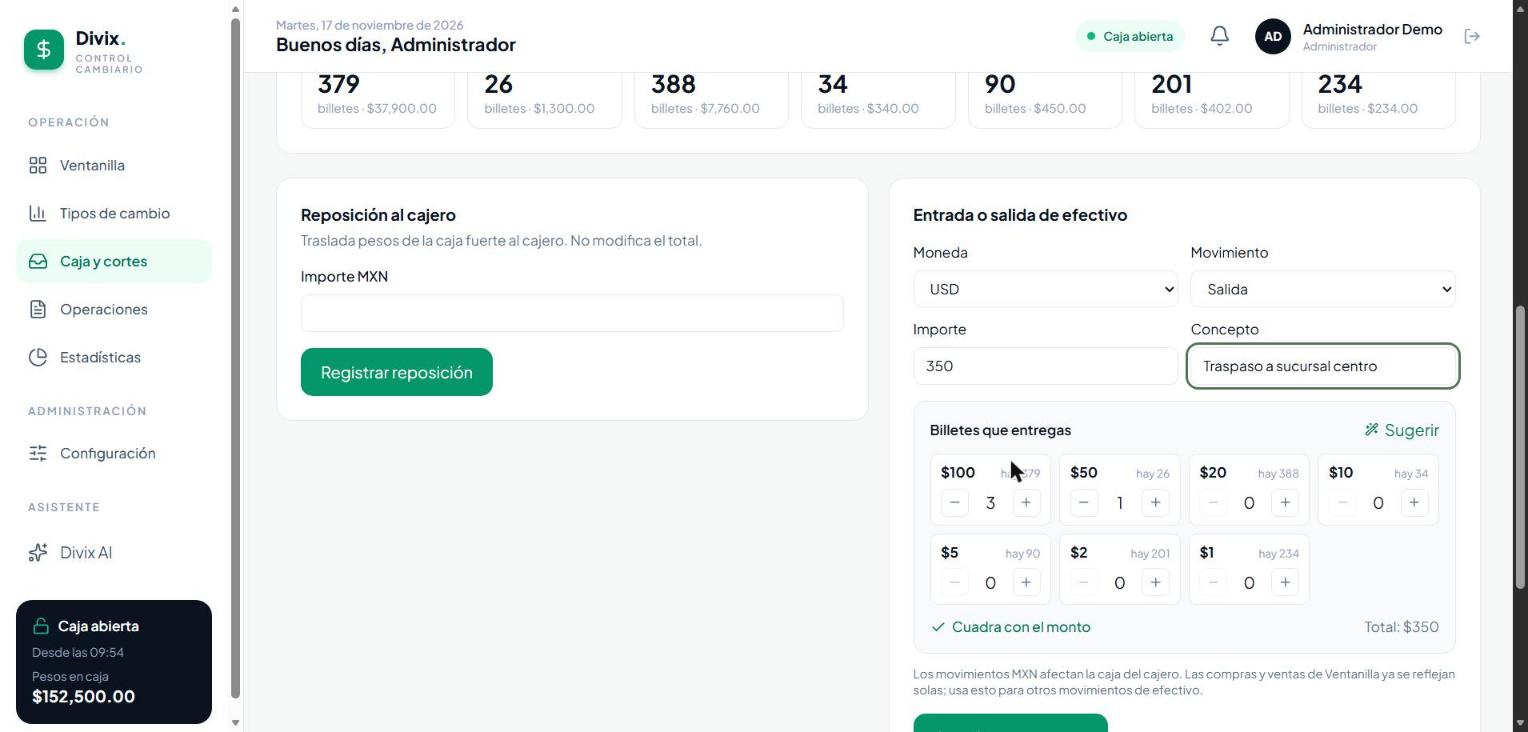 Divix.
CONTROL
CAMBIARIO
OPERACIÓN
Ventanilla
Tipos de cambio
Caja y cortes
Operaciones
Estadísticas
ADMINISTRACIÓN
Configuración
ASISTENTE
Divix AI
Caja abierta
Desde las 09:54
Pesos en caja
$152,500.00
Martes, 17 de noviembre de 2026
Buenos días, Administrador
Caja abierta
AD
Administrador Demo
Administrador
379 26 388 34 90 201 234
billetes · $37,900.00 billetes · $1,300.00 billetes · $7,760.00 billetes · $340.00 billetes · $450.00 billetes · $402.00 billetes · $234.00
Reposición al cajero
Traslada pesos de la caja fuerte al cajero. No modifica el total.
Importe MXN
Registrar reposición
Entrada o salida de efectivo
Moneda Movimiento
USD Salida
Importe Concepto
350 Traspaso a sucursal centro
Billetes que entregas Sugerir
$100 379 $50 hay 26 $20 hay 388 $10 hay 34
− 3 + − 1 + − 0 + − 0 +
$5 hay 90 $2 hay 201 $1 hay 234
− 0 + − 0 + − 0 +
Cuadra con el monto Total: $350
Los movimientos MXN afectan la caja del cajero. Las compras y ventas de Ventanilla ya se reflejan
solas; usa esto para otros movimientos de efectivo.